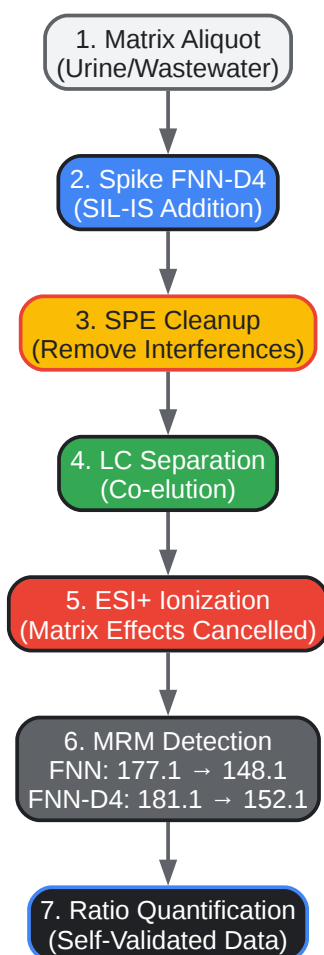 1. Matrix Aliquot
(Urine/Wastewater)
2. Spike FNN-D4
(SIL-IS Addition)
3. SPE Cleanup
(Remove Interferences)
4. LC Separation
(Co-elution)
5. ESI+ Ionization
(Matrix Effects Cancelled)
6. MRM Detection
FNN: 177.1 → 148.1
FNN-D4: 181.1 → 152.1
7. Ratio Quantification
(Self-Validated Data)